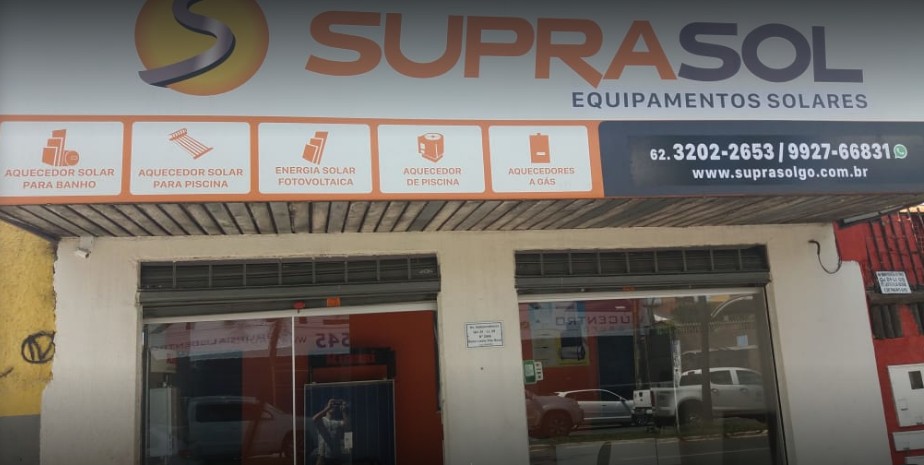 SUPRASOL
EQUIPAMENTOS SOLARES
AQUECEDOR SOLAR
PARA BANHO
AQUECEDOR SOLAR
PARA PISCINA
ENERGIA SOLAR
FOTOVOLTAICA
AQUECEDOR
DE PISCINA
AQUECEDORES
A GÁS
62. 3202-2653 / 9927-66831
www.suprasolgo.com.br